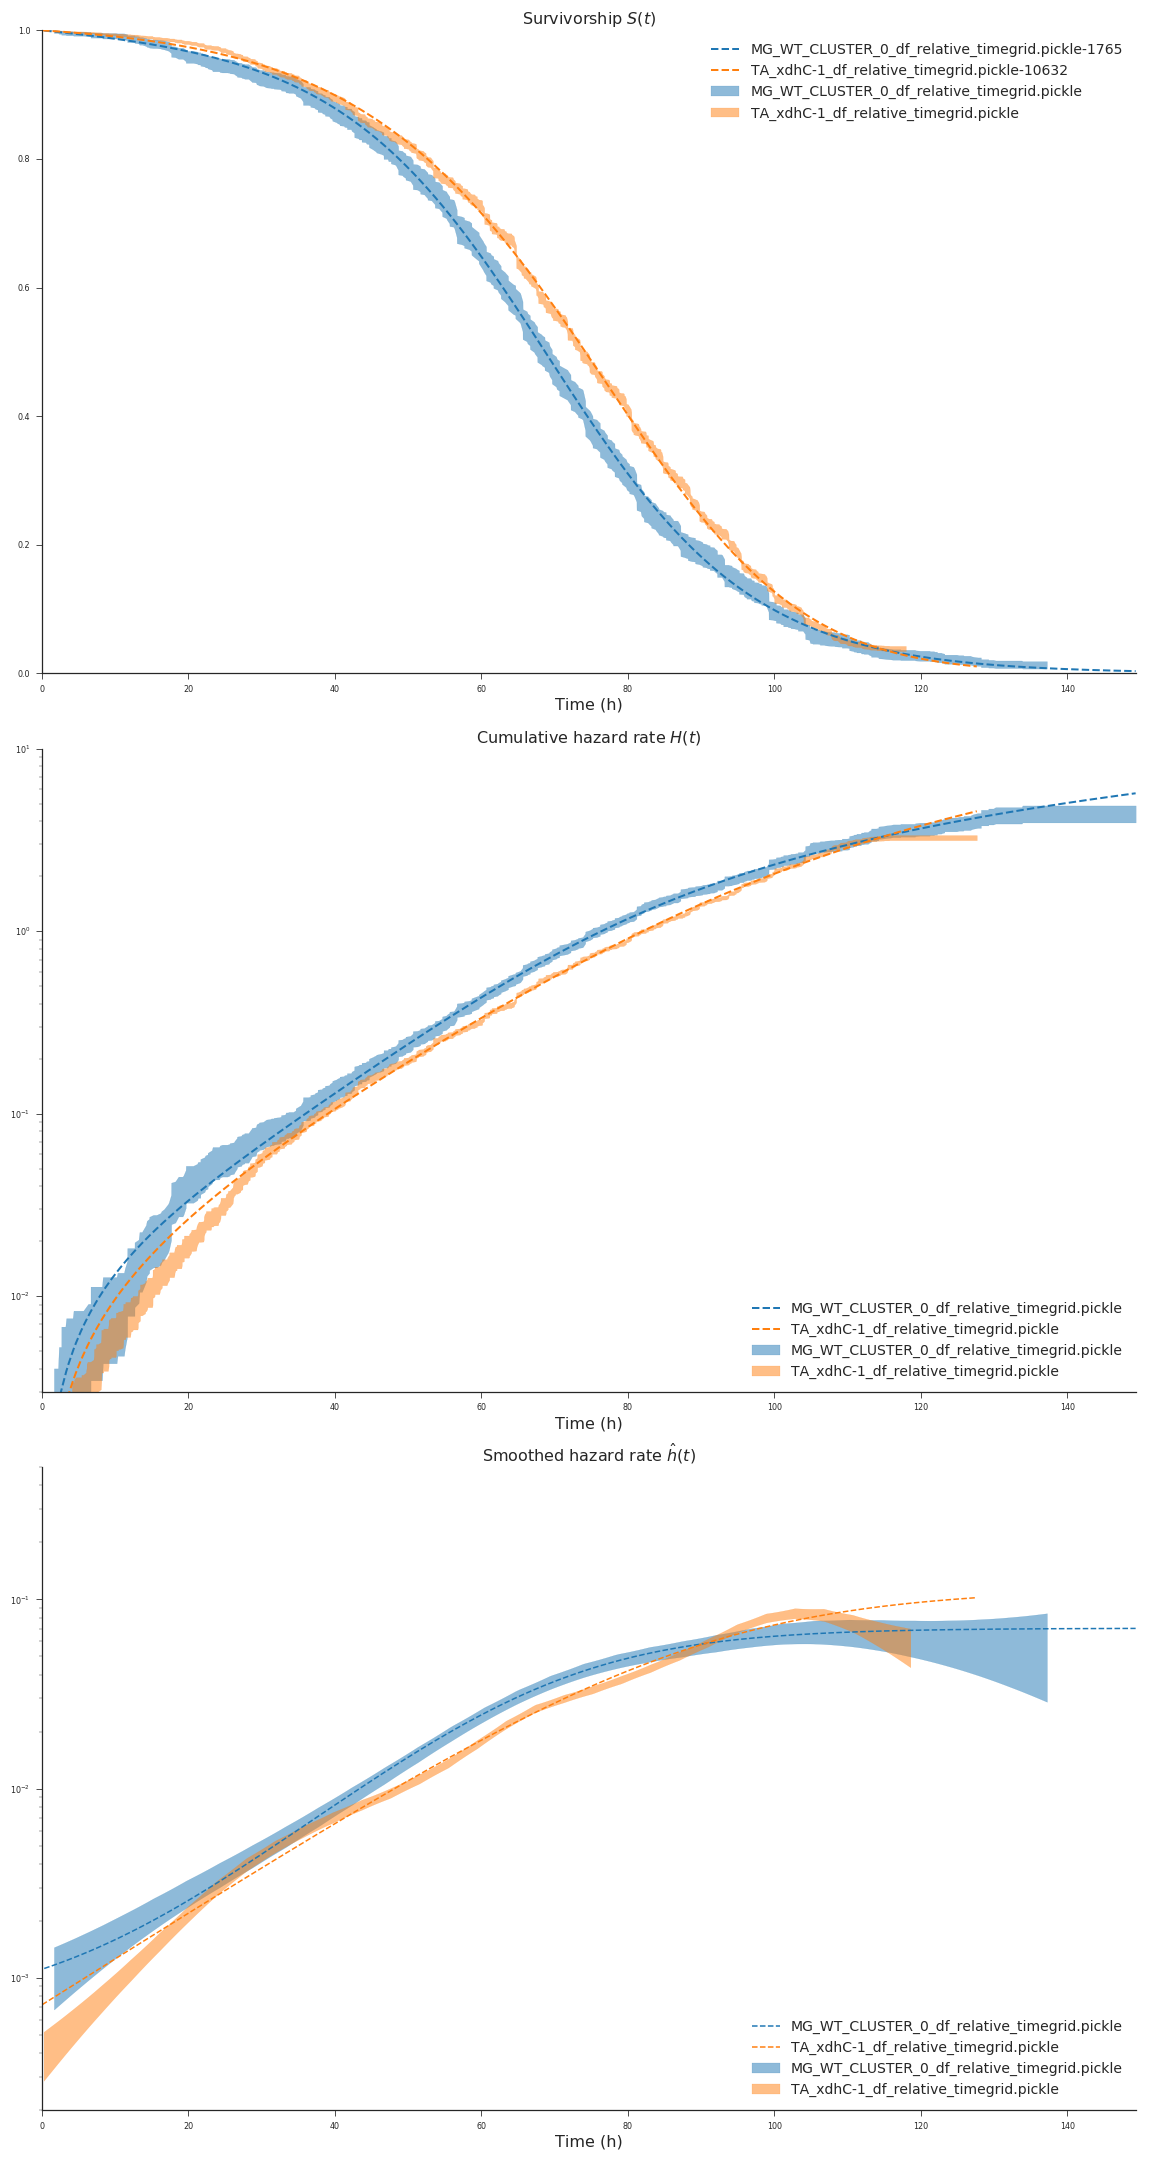 Survivorship S(t)
1.0
0.8
0.6
0.4
0.2
0.0
MG_WT_CLUSTER_0_df_relative_timegrid.pickle-1765
TA_xdhC-1_df_relative_timegrid.pickle-10632
MG_WT_CLUSTER_0_df_relative_timegrid.pickle
TA_xdhC-1_df_relative_timegrid.pickle
0 20 40 60 80 100 120 140
Time (h)
Cumulative hazard rate H(t)
10¹
10⁰
10⁻¹
10⁻²
MG_WT_CLUSTER_0_df_relative_timegrid.pickle
TA_xdhC-1_df_relative_timegrid.pickle
MG_WT_CLUSTER_0_df_relative_timegrid.pickle
TA_xdhC-1_df_relative_timegrid.pickle
0 20 40 60 80 100 120 140
Time (h)
Smoothed hazard rate ĥ(t)
10⁻¹
10⁻²
10⁻³
MG_WT_CLUSTER_0_df_relative_timegrid.pickle
TA_xdhC-1_df_relative_timegrid.pickle
MG_WT_CLUSTER_0_df_relative_timegrid.pickle
TA_xdhC-1_df_relative_timegrid.pickle
0 20 40 60 80 100 120 140
Time (h)